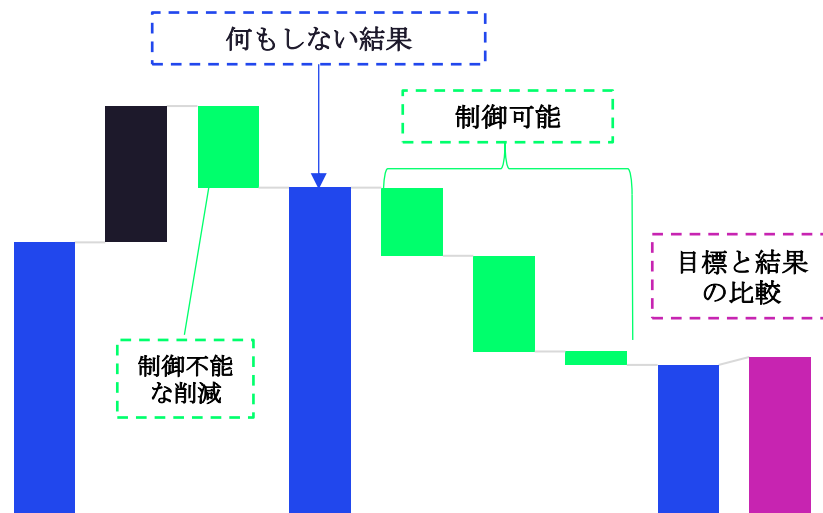 何もしない結果
制御可能
目標と結果
の比較
制御不能
な削減